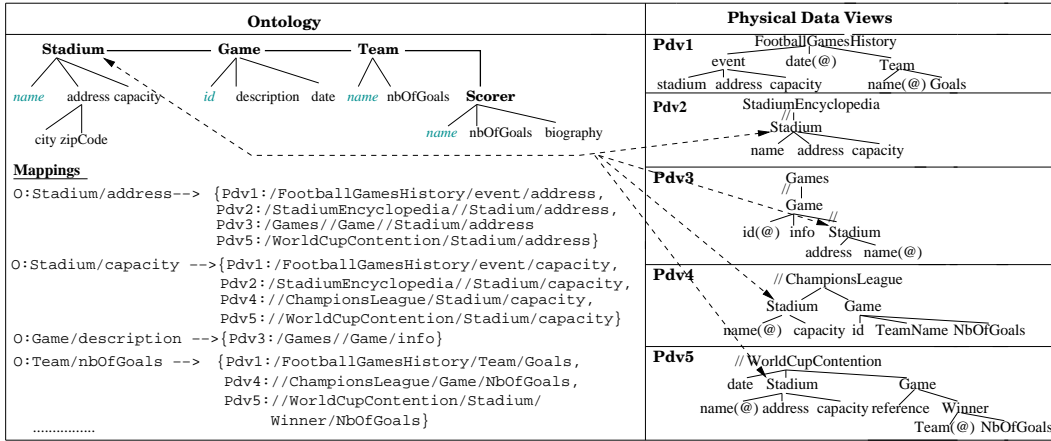 Ontology
Stadium Game Team
name address capacity id description date name nbOfGoals
Scorer
city zipCode
name nbOfGoals biography
Mappings
O:Stadium/address--> {Pdv1:/FootballGamesHistory/event/address,
Pdv2:/StadiumEncyclopedia//Stadium/address,
Pdv3:/Games//Game//Stadium/address
Pdv5:/WorldCupContention/Stadium/address}
O:Stadium/capacity -->{Pdv1:/FootballGamesHistory/event/capacity,
Pdv2:/StadiumEncyclopedia//Stadium/capacity,
Pdv4://ChampionsLeague/Stadium/capacity,
Pdv5://WorldCupContention/Stadium/capacity}
O:Game/description -->{Pdv3:/Games//Game/info}
O:Team/nbOfGoals --> {Pdv1:/FootballGamesHistory/Team/Goals,
Pdv4://ChampionsLeague/Game/NbOfGoals,
Pdv5://WorldCupContention/Stadium/
Winner/NbOfGoals}
................
Physical Data Views
Pdv1 FootballGamesHistory
event date(@) Team
stadium address capacity name(@) Goals
Pdv2 StadiumEncyclopedia
//
Stadium
name address capacity
Pdv3 Games
//
Game
//
id(@) info Stadium
address name(@)
Pdv4 // ChampionsLeague
Stadium Game
name(@) capacity id TeamName NbOfGoals
Pdv5 // WorldCupContention
date Stadium Game
name(@) address capacity reference Winner
Team(@) NbOfGoals